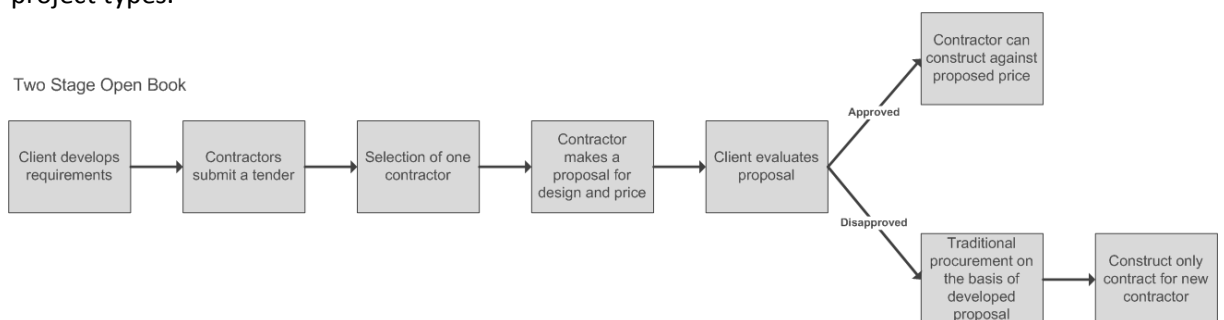 project types.
Two Stage Open Book
Client develops
requirements
Contractors
submit a tender
Selection of one
contractor
Contractor
makes a
proposal for
design and price
Client evaluates
proposal
Approved
Contractor can
construct against
proposed price
Disapproved
Traditional
procurement on
the basis of
developed
proposal
Construct only
contract for new
contractor